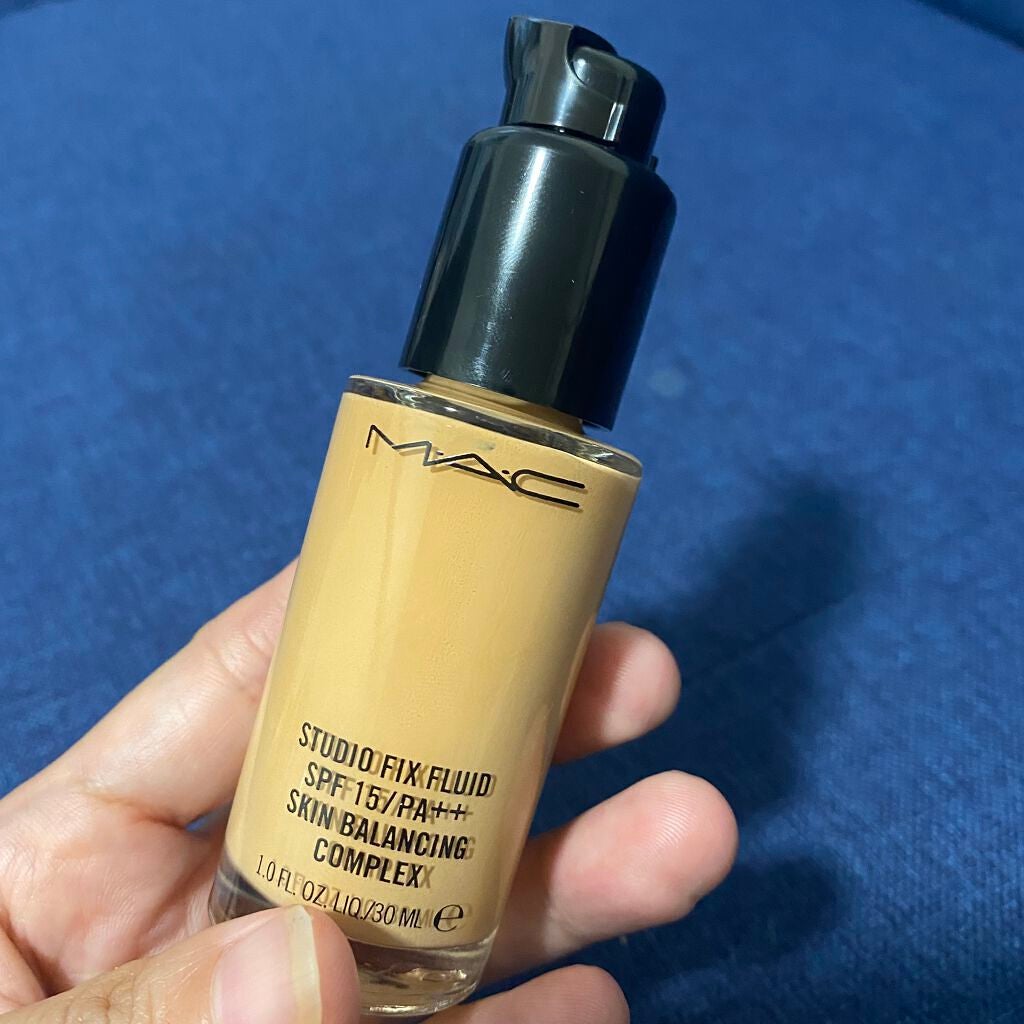 M·A·C
STUDIO FIX FLUID
SPF 15/PA++
SKIN BALANCING
COMPLEX
1.0 FL. OZ. LIQ./30 ML ℮